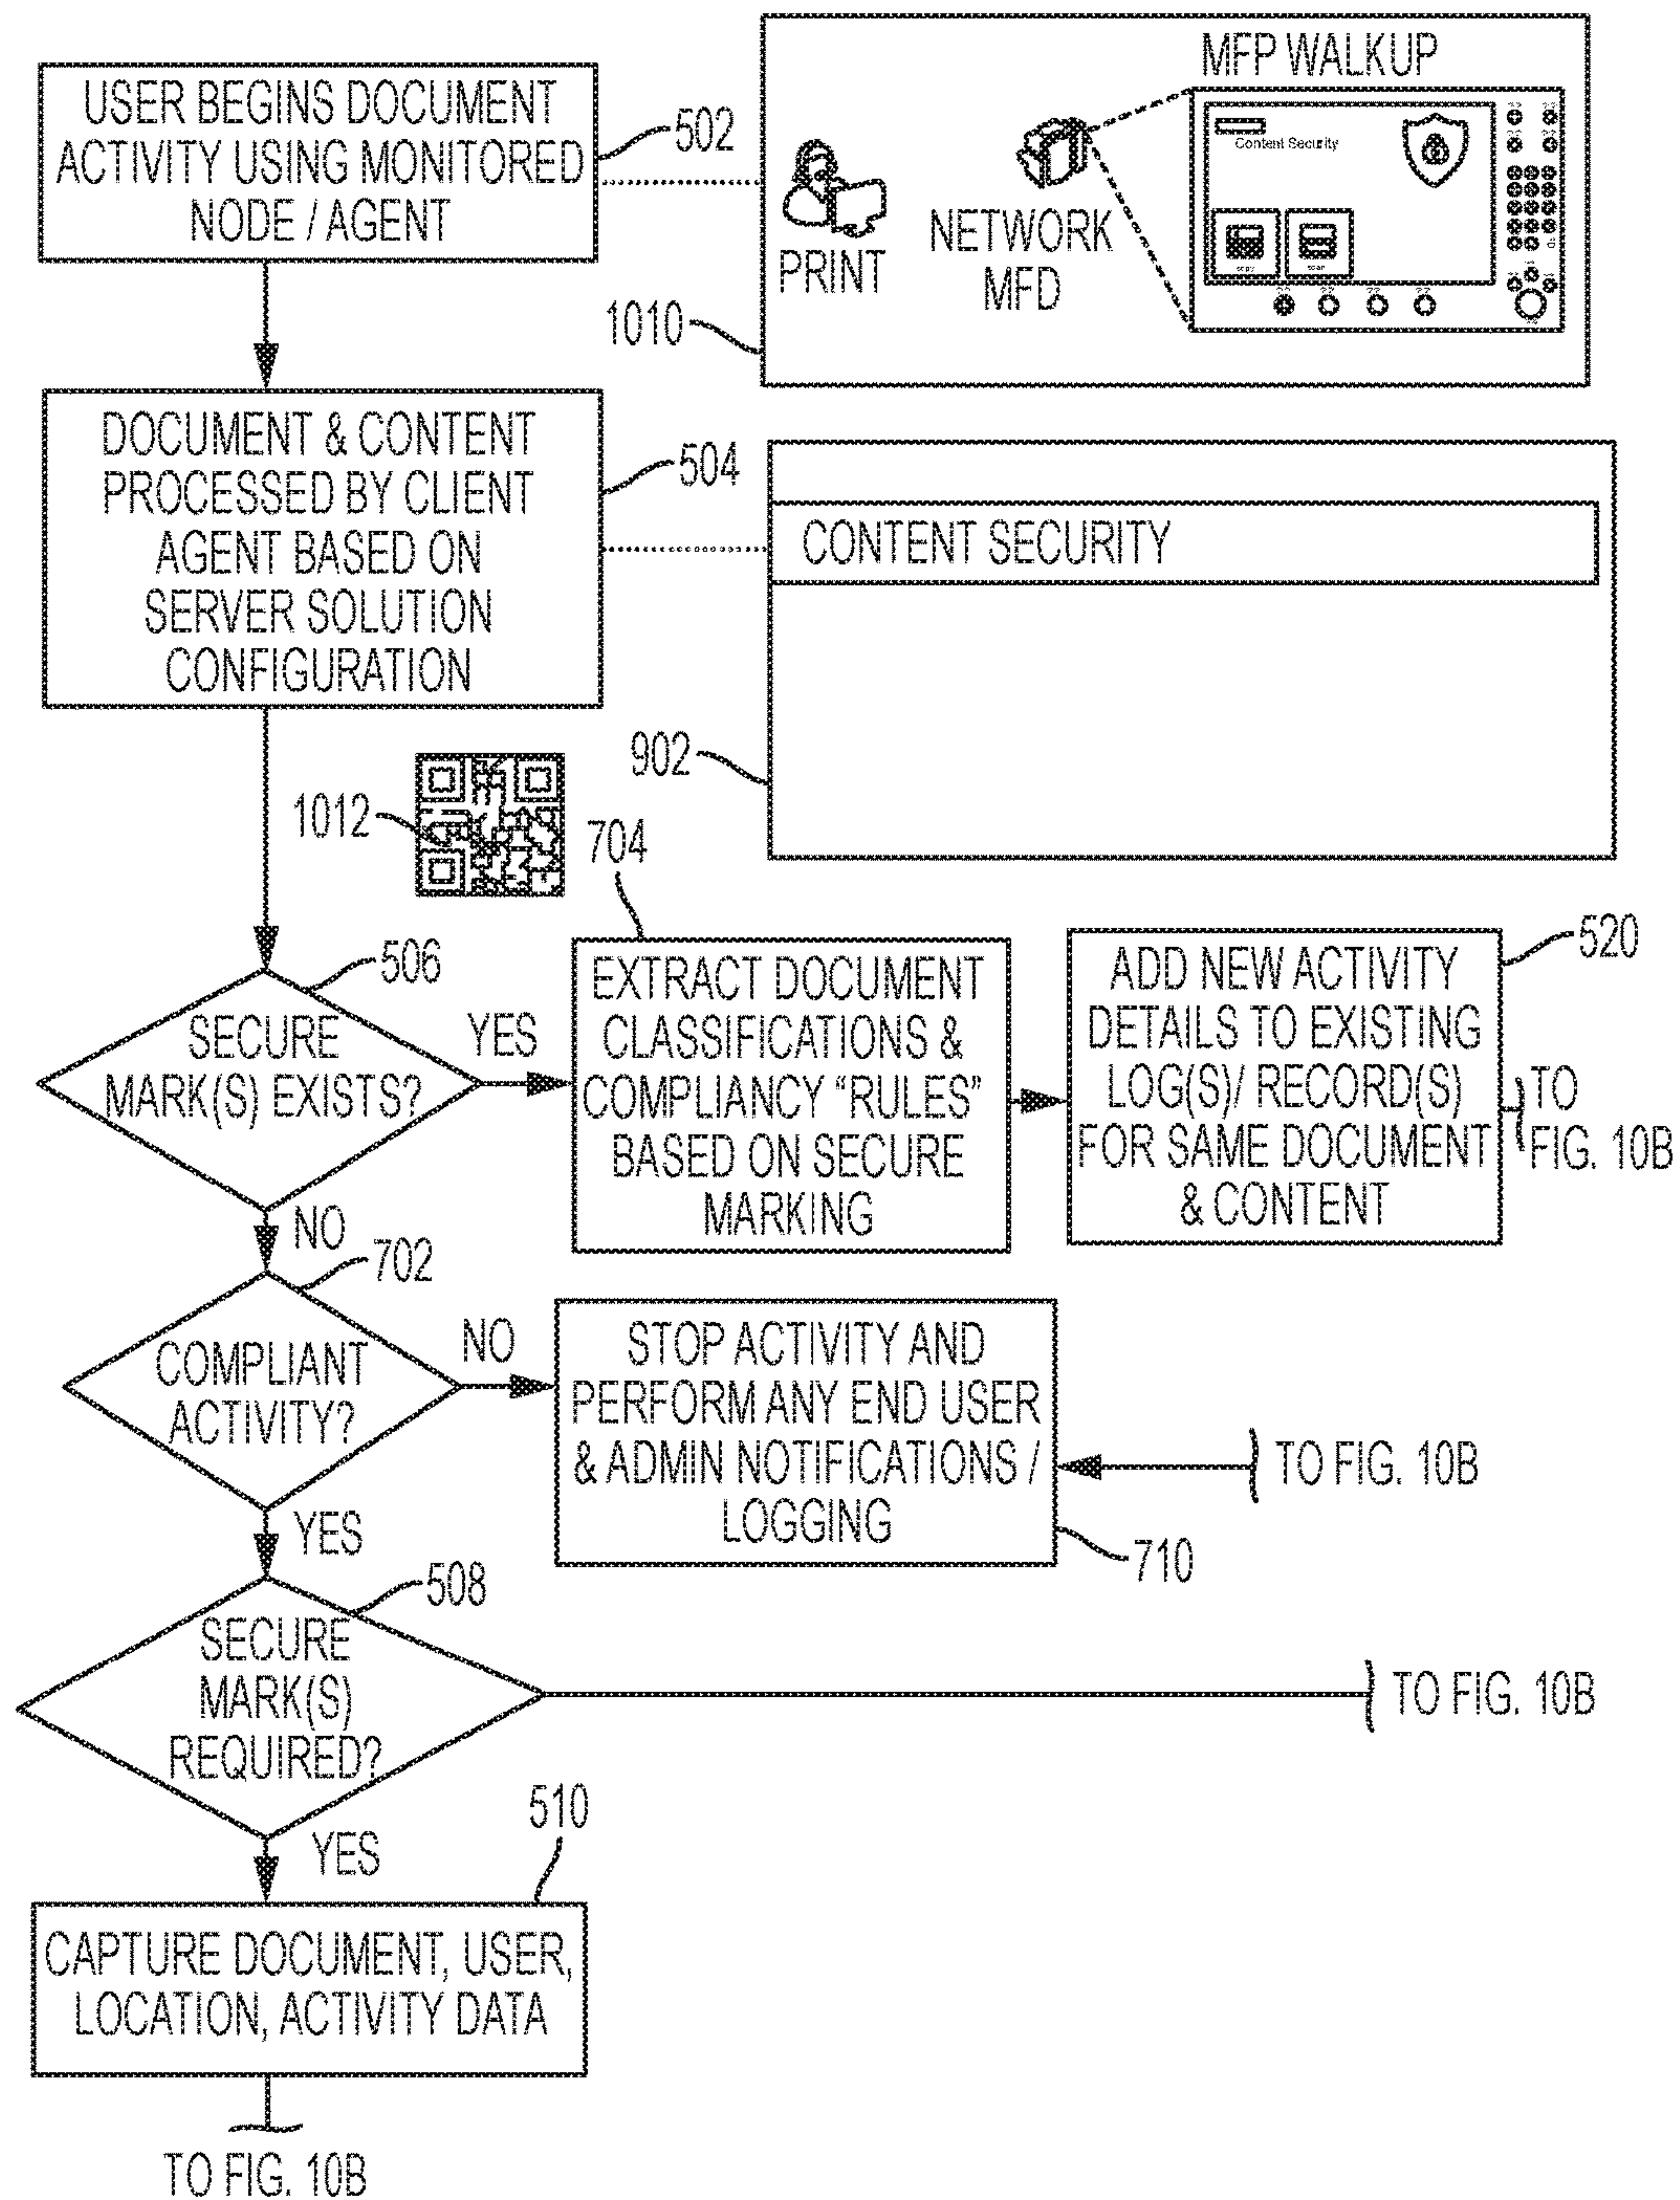 USER BEGINS DOCUMENT
ACTIVITY USING MONITORED
NODE / AGENT
502
MFP WALKUP
Content Security
PRINT
NETWORK
MFD
1010
DOCUMENT & CONTENT
PROCESSED BY CLIENT
AGENT BASED ON
SERVER SOLUTION
CONFIGURATION
504
CONTENT SECURITY
902
1012
704
506
SECURE
MARK(S) EXISTS?
YES
EXTRACT DOCUMENT
CLASSIFICATIONS &
COMPLIANCY “RULES”
BASED ON SECURE
MARKING
520
ADD NEW ACTIVITY
DETAILS TO EXISTING
LOG(S)/ RECORD(S)
FOR SAME DOCUMENT
& CONTENT
TO
FIG. 10B
NO
702
COMPLIANT
ACTIVITY?
NO
STOP ACTIVITY AND
PERFORM ANY END USER
& ADMIN NOTIFICATIONS /
LOGGING
TO FIG. 10B
710
YES
508
SECURE
MARK(S)
REQUIRED?
TO FIG. 10B
YES
510
CAPTURE DOCUMENT, USER,
LOCATION, ACTIVITY DATA
TO FIG. 10B